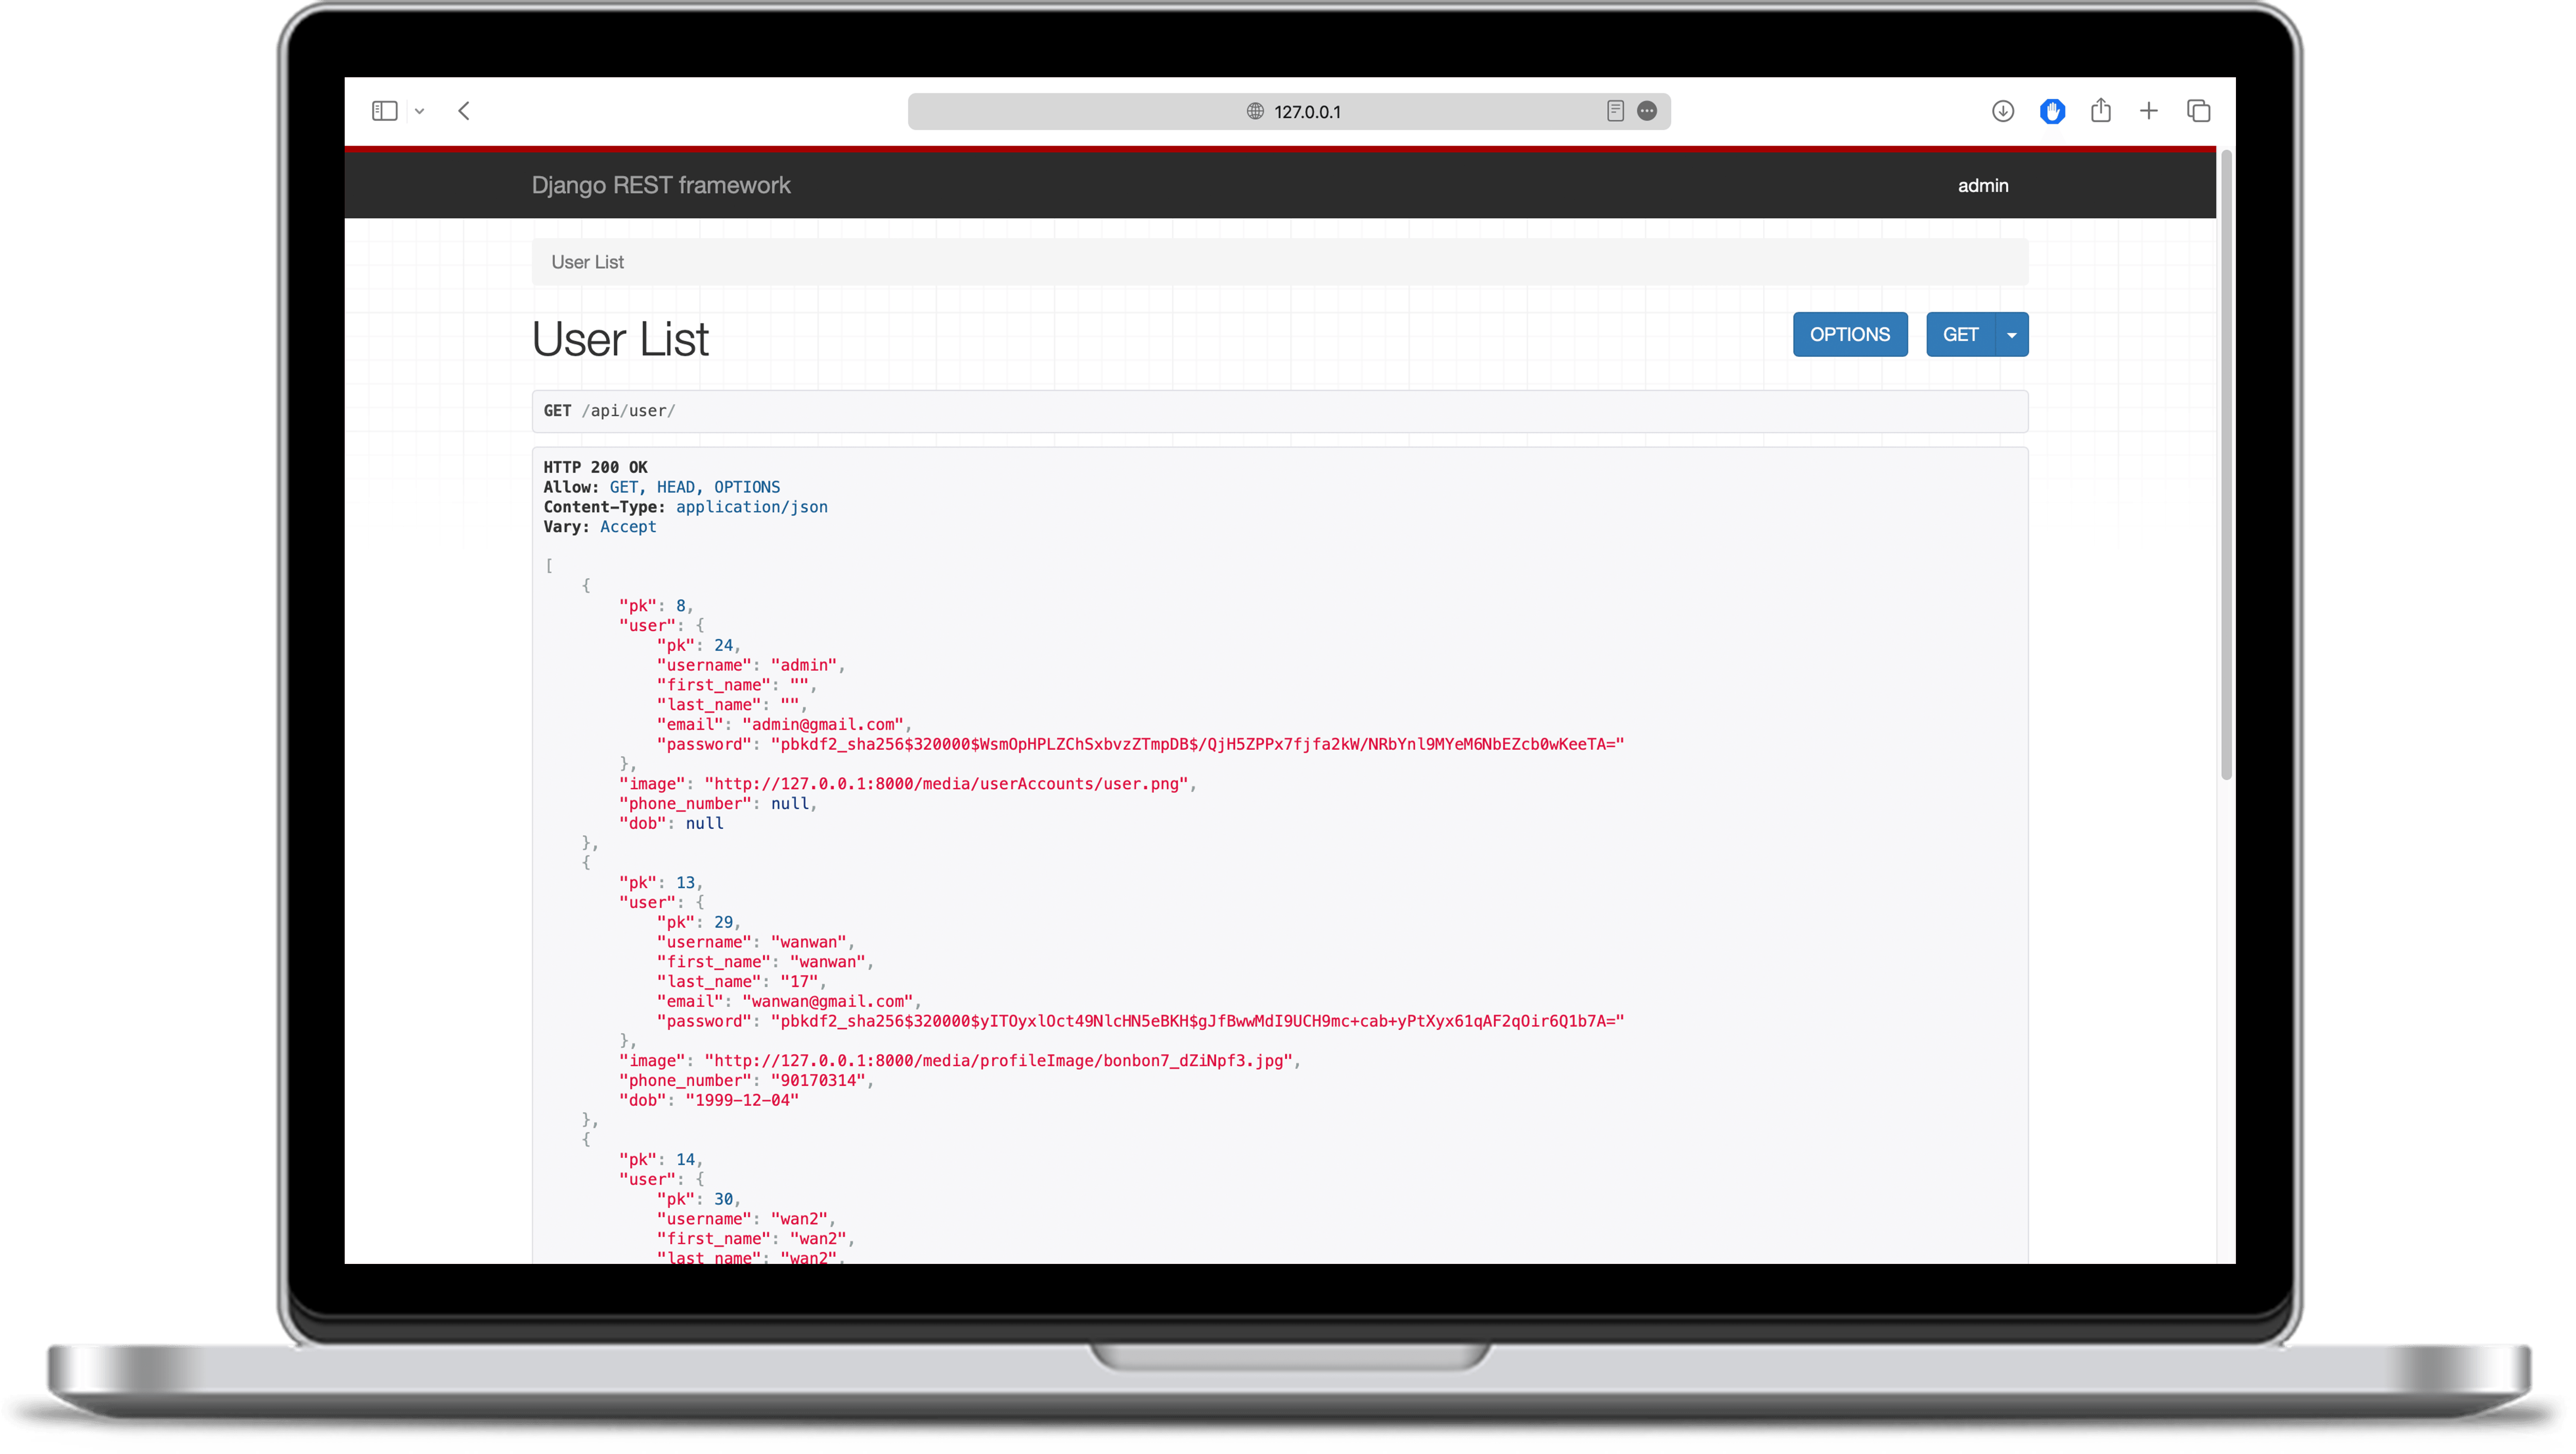 127.0.0.1
Django REST framework
admin
User List
User List
OPTIONS
GET
GET /api/user/
HTTP 200 OK
Allow: GET, HEAD, OPTIONS
Content-Type: application/json
Vary: Accept
[
{
"pk": 8,
"user": {
"pk": 24,
"username": "admin",
"first_name": "",
"last_name": "",
"email": "admin@gmail.com",
"password": "pbkdf2_sha256$320000$WsmOpHPLZChSxbvzZTmpDB$/QjH5ZPPx7fjfa2kW/NRbYnl9MYeM6NbEZcb0wKeeTA="
},
"image": "http://127.0.0.1:8000/media/userAccounts/user.png",
"phone_number": null,
"dob": null
},
{
"pk": 13,
"user": {
"pk": 29,
"username": "wanwan",
"first_name": "wanwan",
"last_name": "17",
"email": "wanwan@gmail.com",
"password": "pbkdf2_sha256$320000$yITOyxlOct49NlcHN5eBKH$gJfBwwMdI9UCH9mc+cab+yPtXyx61qAF2qOir6Q1b7A="
},
"image": "http://127.0.0.1:8000/media/profileImage/bonbon7_dZiNpf3.jpg",
"phone_number": "90170314",
"dob": "1999-12-04"
},
{
"pk": 14,
"user": {
"pk": 30,
"username": "wan2",
"first_name": "wan2",
"last_name": "wan2",